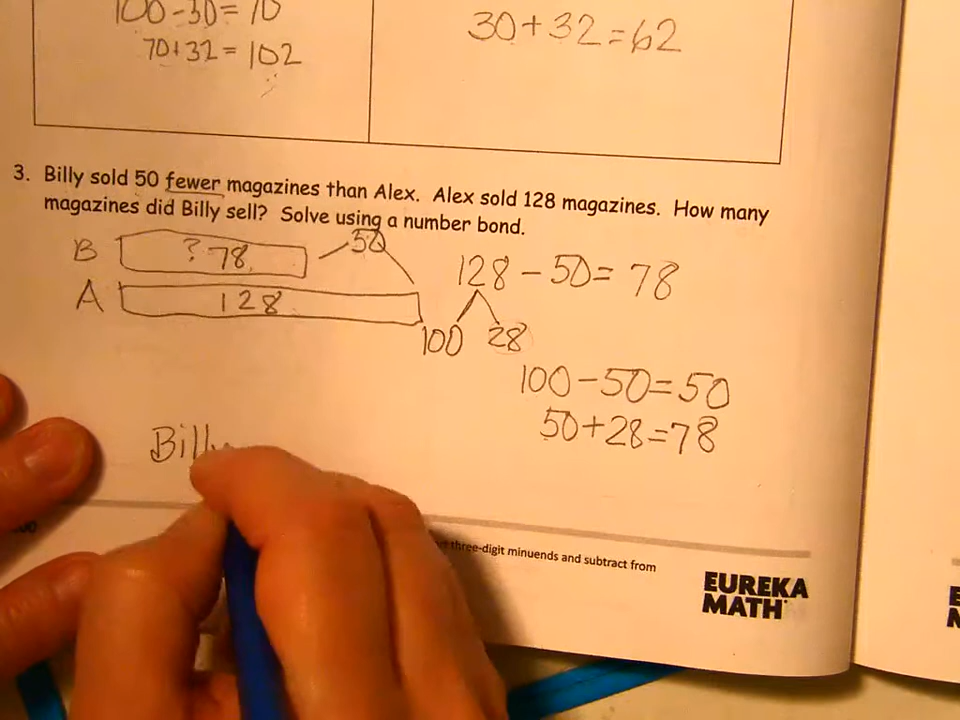 100-30=70
70+32=102
30+32=62
3. Billy sold 50 fewer magazines than Alex. Alex sold 128 magazines. How many
magazines did Billy sell? Solve using a number bond.
B ? 78 50
A 128
128-50=78
100 28
100-50=50
50+28=78
Billy
three-digit minuends and subtract from
EUREKA
MATH